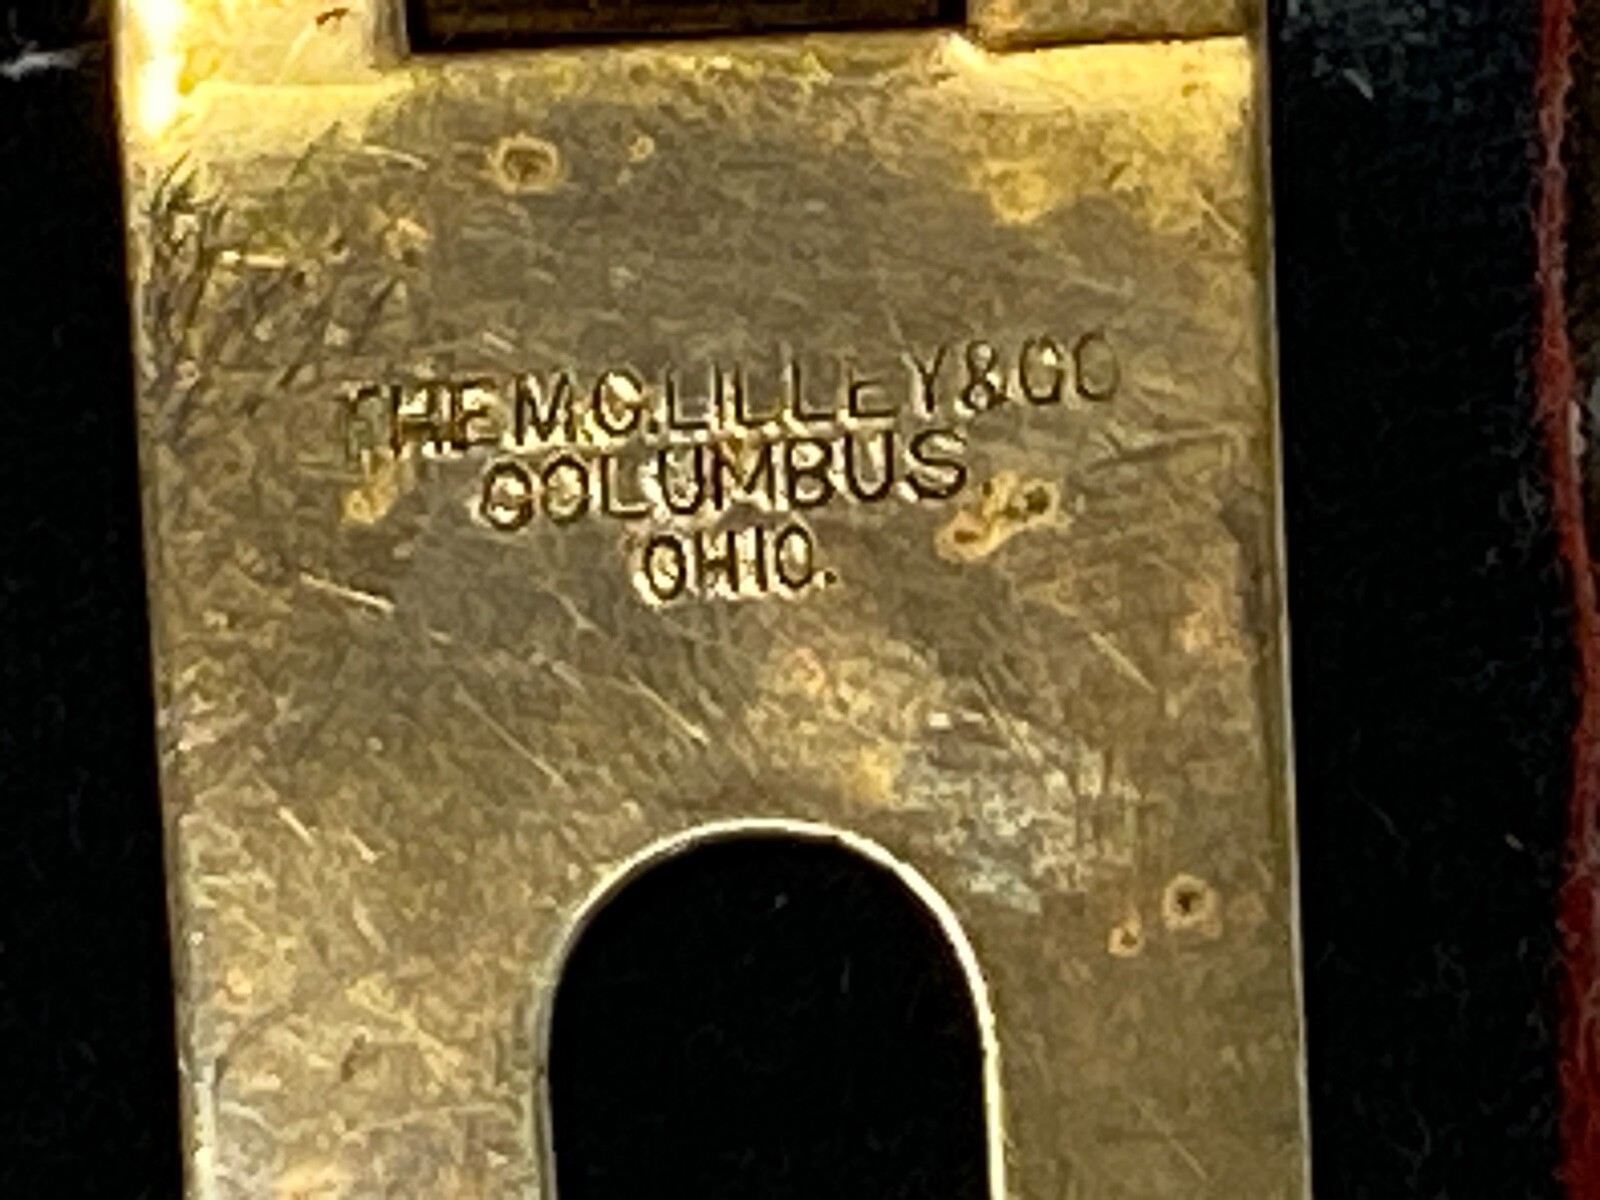 THE M.C. LILLEY & CO
COLUMBUS
OHIO.